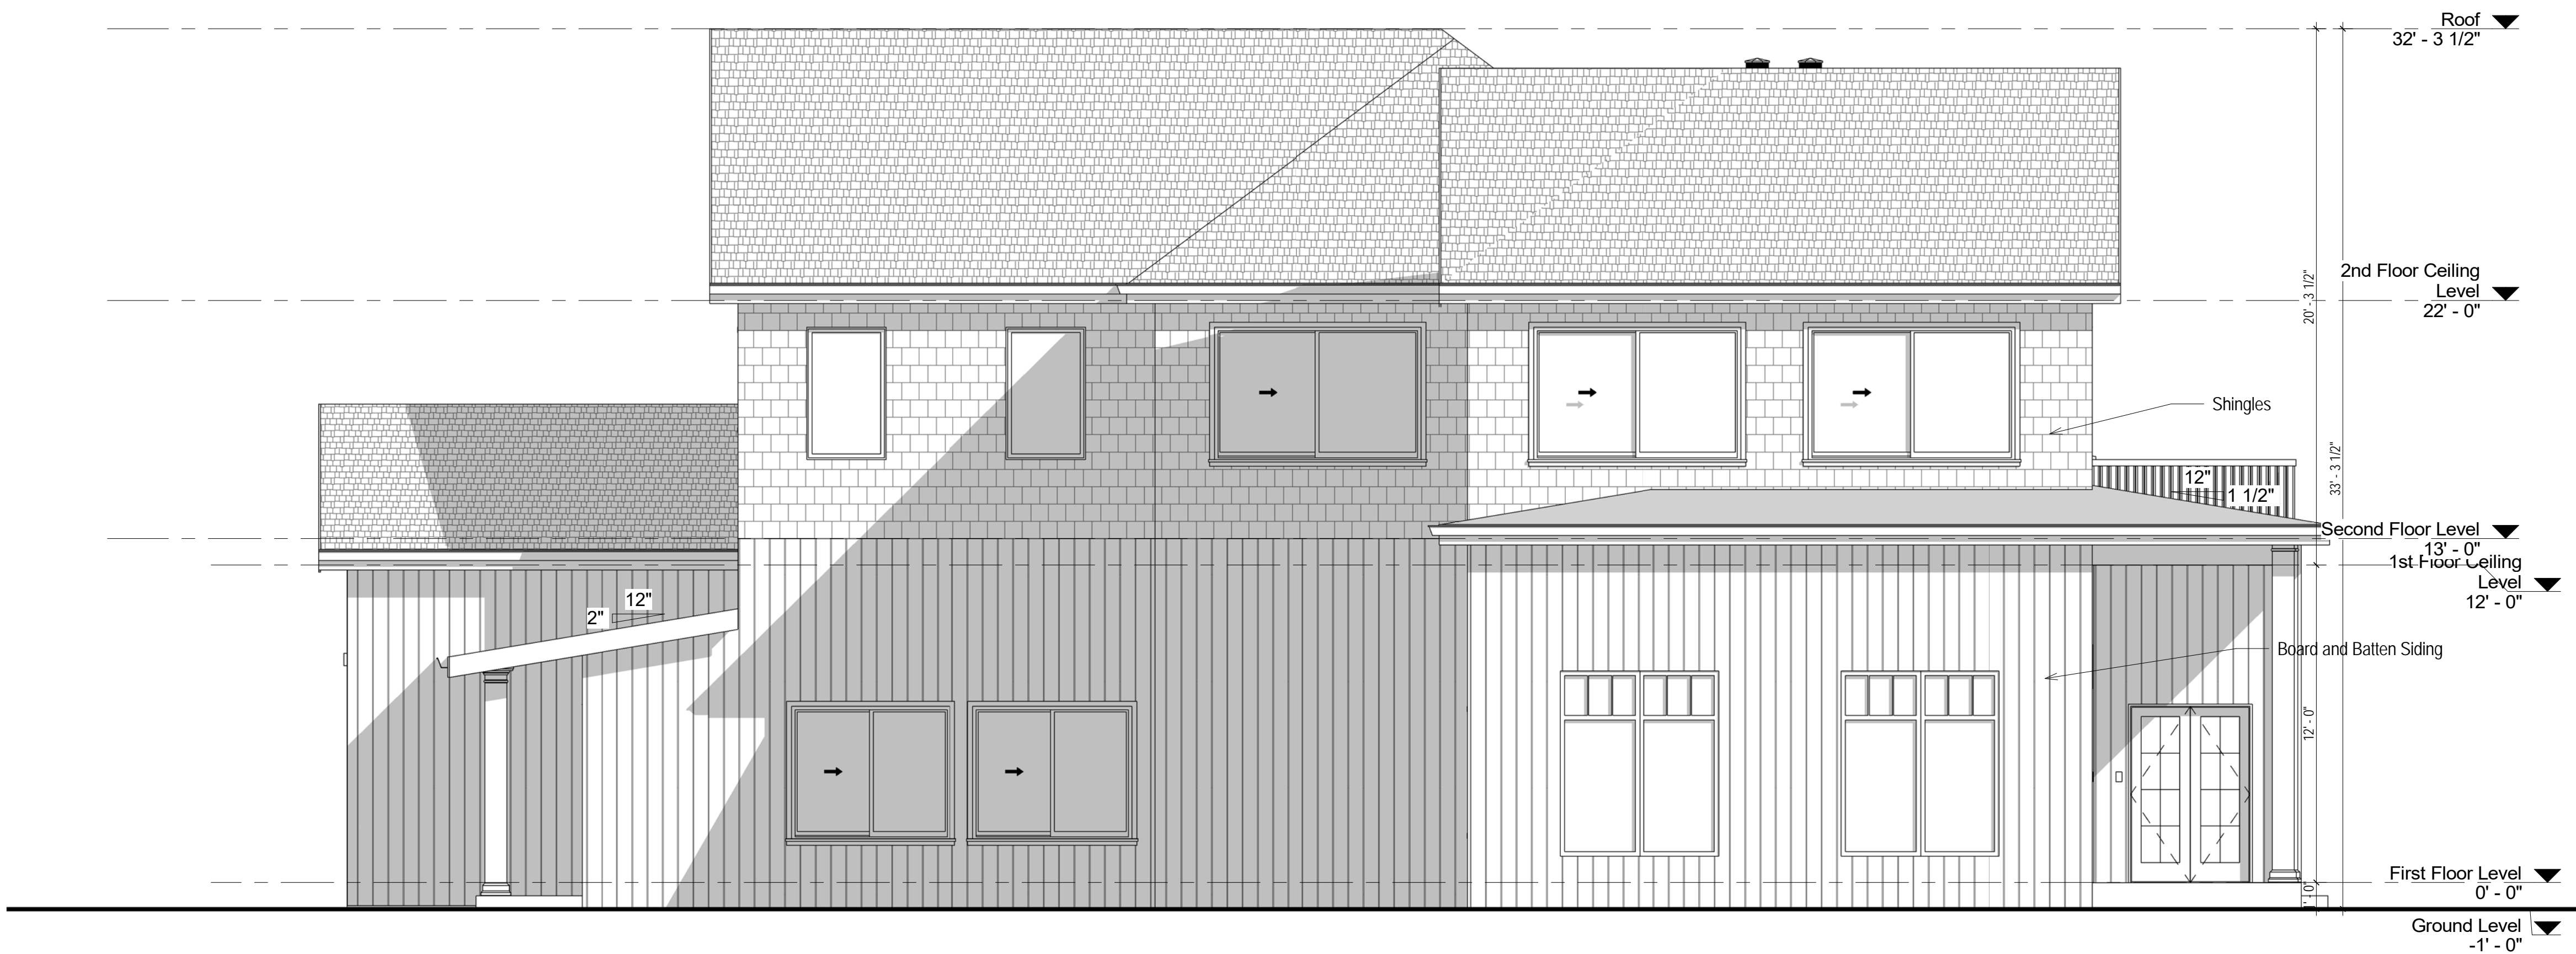 Roof
32' - 3 1/2"
2nd Floor Ceiling
Level
22' - 0"
20' - 3 1/2"
Shingles
33' - 3 1/2"
12"
1 1/2"
Second Floor Level
13' - 0"
1st Floor Ceiling
Level
12' - 0"
12"
2"
Board and Batten Siding
12' - 0"
First Floor Level
0' - 0"
1' - 0"
Ground Level
-1' - 0"